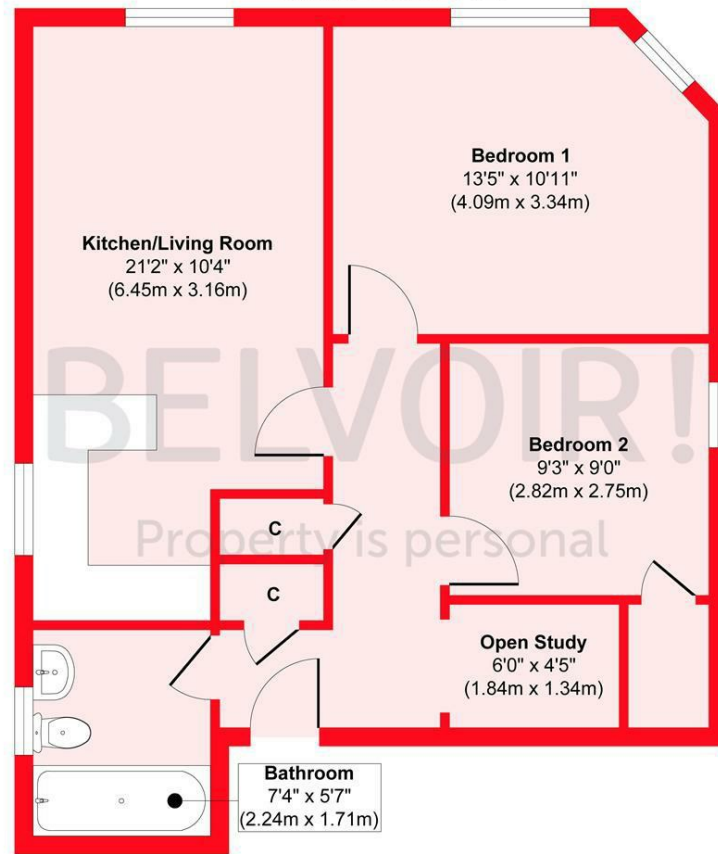 Bedroom 1
13'5" x 10'11"
(4.09m x 3.34m)
Kitchen/Living Room
21'2" x 10'4"
(6.45m x 3.16m)
BELVOIR!
Property is personal
Bedroom 2
9'3" x 9'0"
(2.82m x 2.75m)
C
C
Open Study
6'0" x 4'5"
(1.84m x 1.34m)
Bathroom
7'4" x 5'7"
(2.24m x 1.71m)